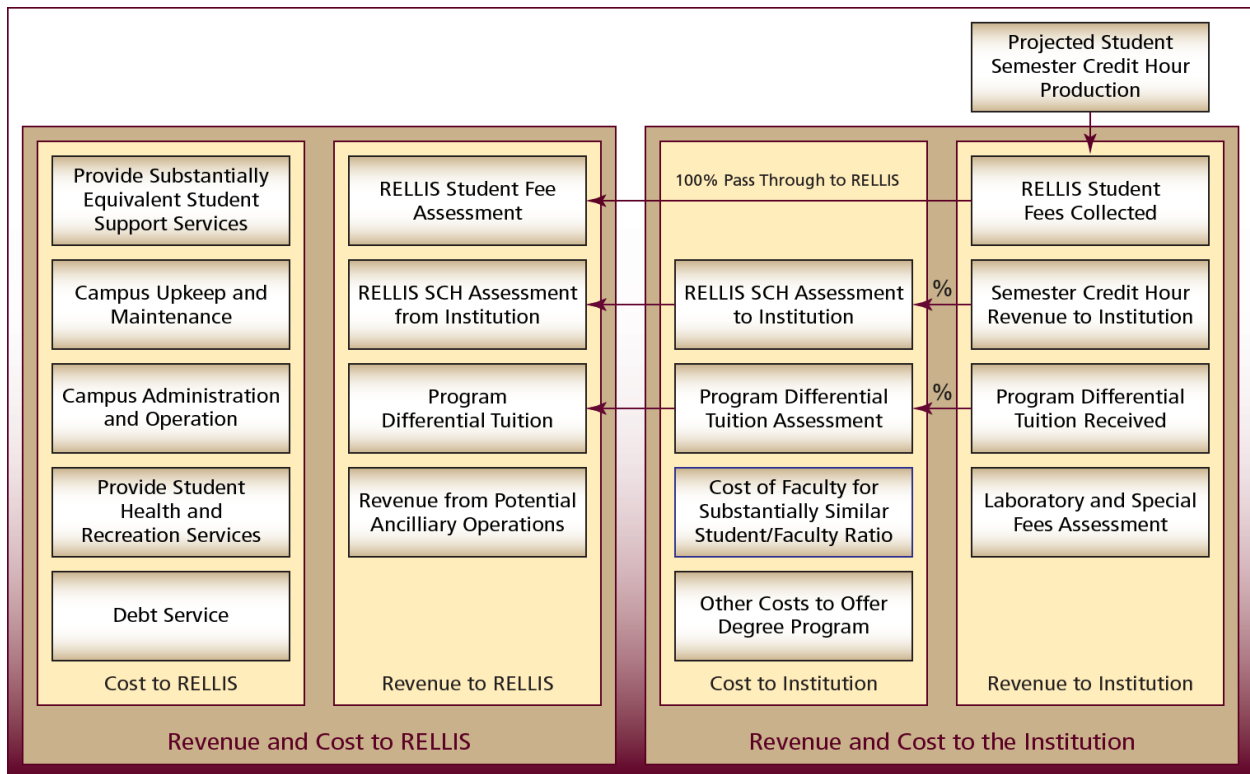 Projected Student
Semester Credit Hour
Production
Provide Substantially
Equivalent Student
Support Services
Campus Upkeep and
Maintenance
Campus Administration
and Operation
Provide Student
Health and
Recreation Services
Debt Service
Cost to RELLIS
RELLIS Student Fee
Assessment
RELLIS SCH Assessment
from Institution
Program
Differential Tuition
Revenue from Potential
Ancilliary Operations
Revenue to RELLIS
Revenue and Cost to RELLIS
100% Pass Through to RELLIS
RELLIS SCH Assessment
to Institution
Program Differential
Tuition Assessment
Cost of Faculty for
Substantially Similar
Student/Faculty Ratio
Other Costs to Offer
Degree Program
Cost to Institution
%
%
RELLIS Student
Fees Collected
Semester Credit Hour
Revenue to Institution
Program Differential
Tuition Received
Laboratory and Special
Fees Assessment
Revenue to Institution
Revenue and Cost to the Institution